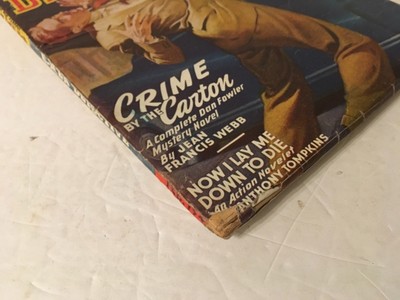 CRIME
BY THE Carton
A Complete Dan Fowler
Mystery Novel
By JEAN
FRANCIS WEBB
NOW I LAY ME
DOWN TO DIE
An Action Novelet
ANTHONY TOMPKINS